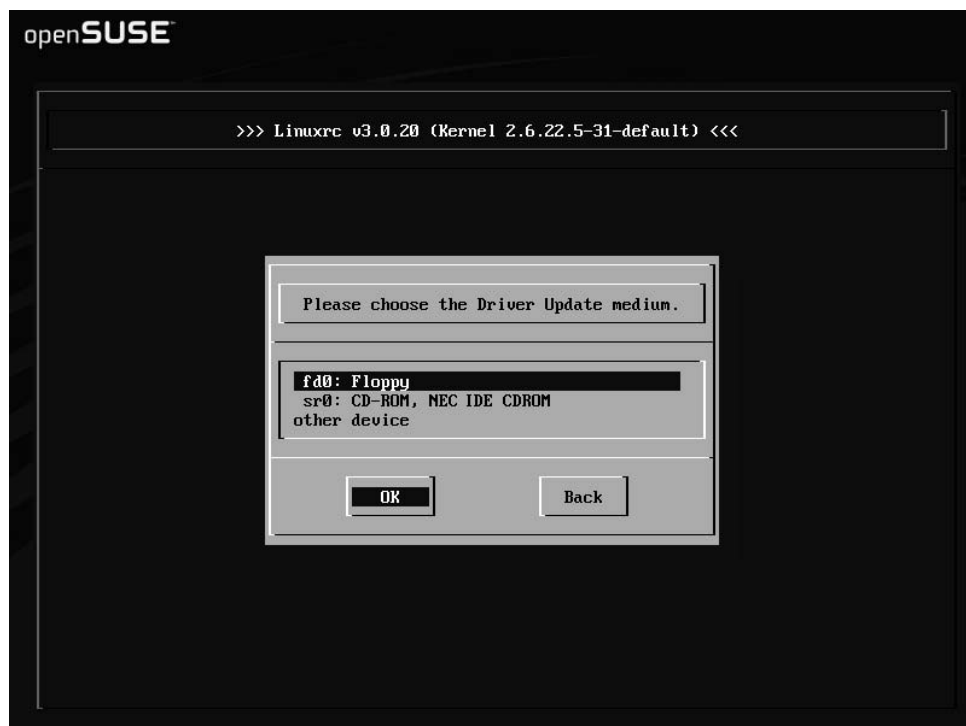 openSUSE™
>>> Linuxrc v3.0.20 (Kernel 2.6.22.5-31-default) <<<
Please choose the Driver Update medium.
fd0: Floppy
sr0: CD-ROM, NEC IDE CDROM
other device
OK Back